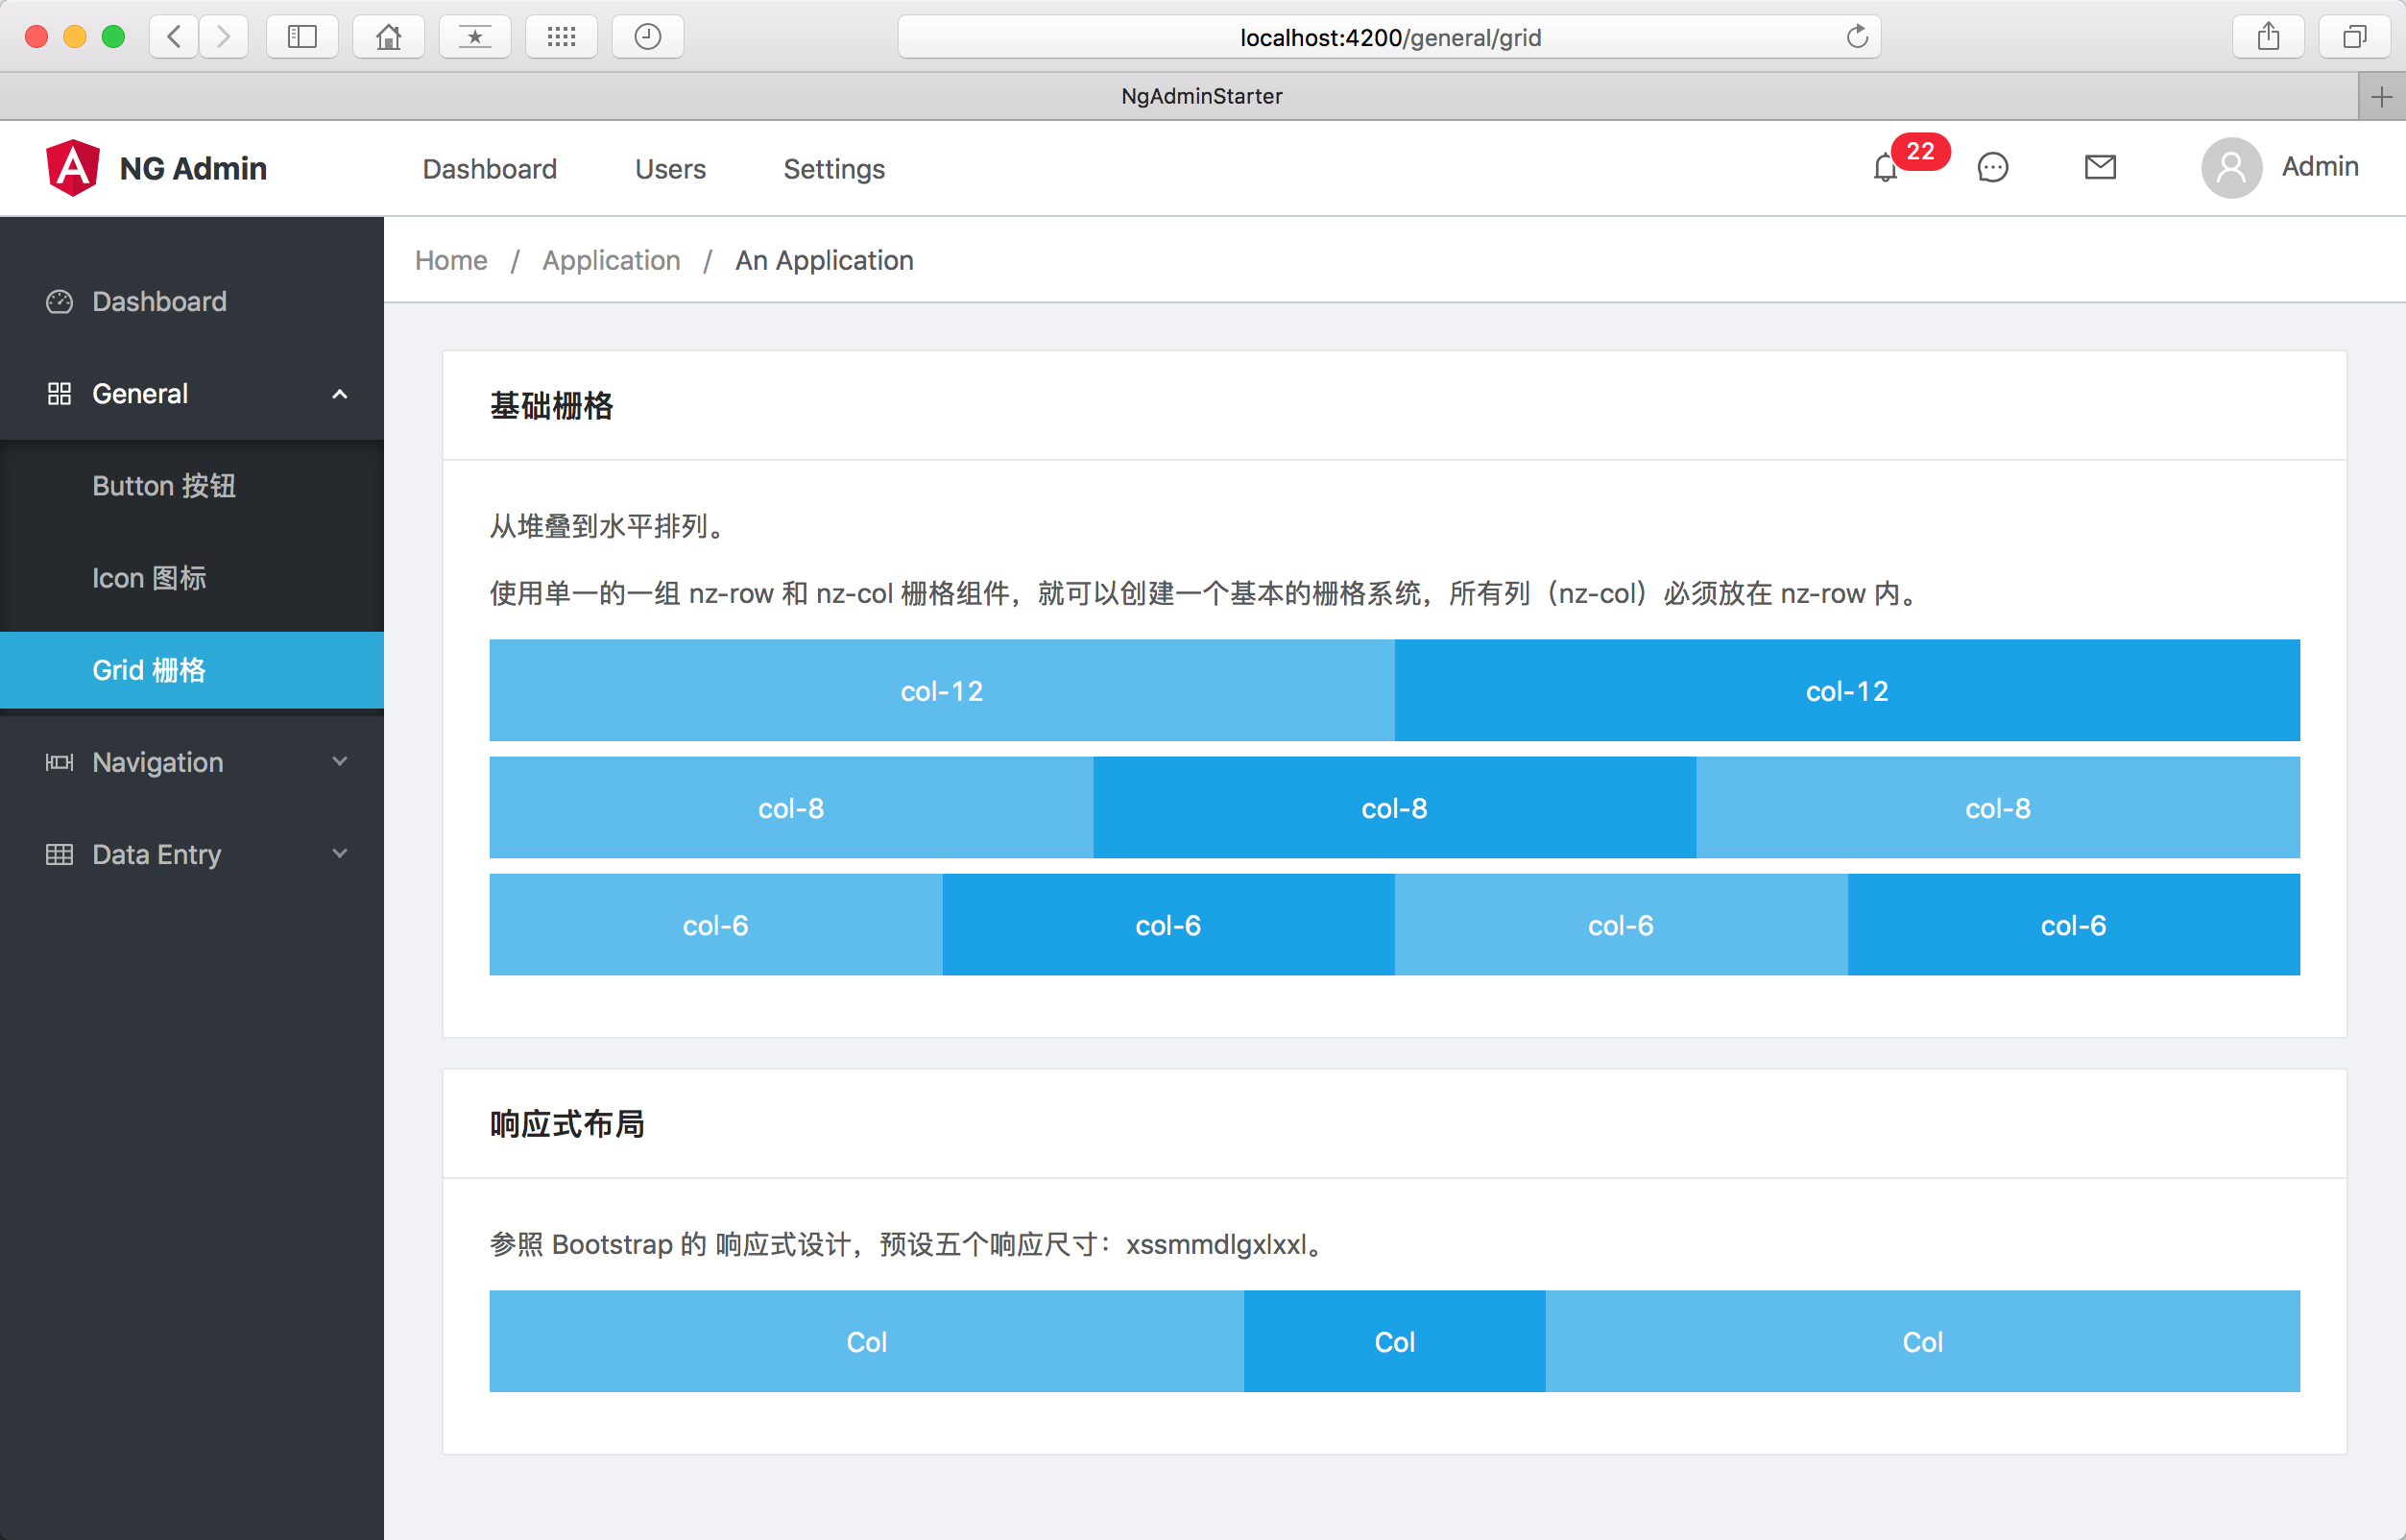 localhost:4200/general/grid
NgAdminStarter
NG Admin
Dashboard
Users
Settings
22
Admin
Home / Application / An Application
Dashboard
General
Button 按钮
Icon 图标
Grid 栅格
Navigation
Data Entry
基础栅格
从堆叠到水平排列。
使用单一的一组 nz-row 和 nz-col 栅格组件，就可以创建一个基本的栅格系统，所有列（nz-col）必须放在 nz-row 内。
col-12 col-12
col-8 col-8 col-8
col-6 col-6 col-6 col-6
响应式布局
参照 Bootstrap 的 响应式设计，预设五个响应尺寸：xssmmdlgxlxxl。
Col Col Col